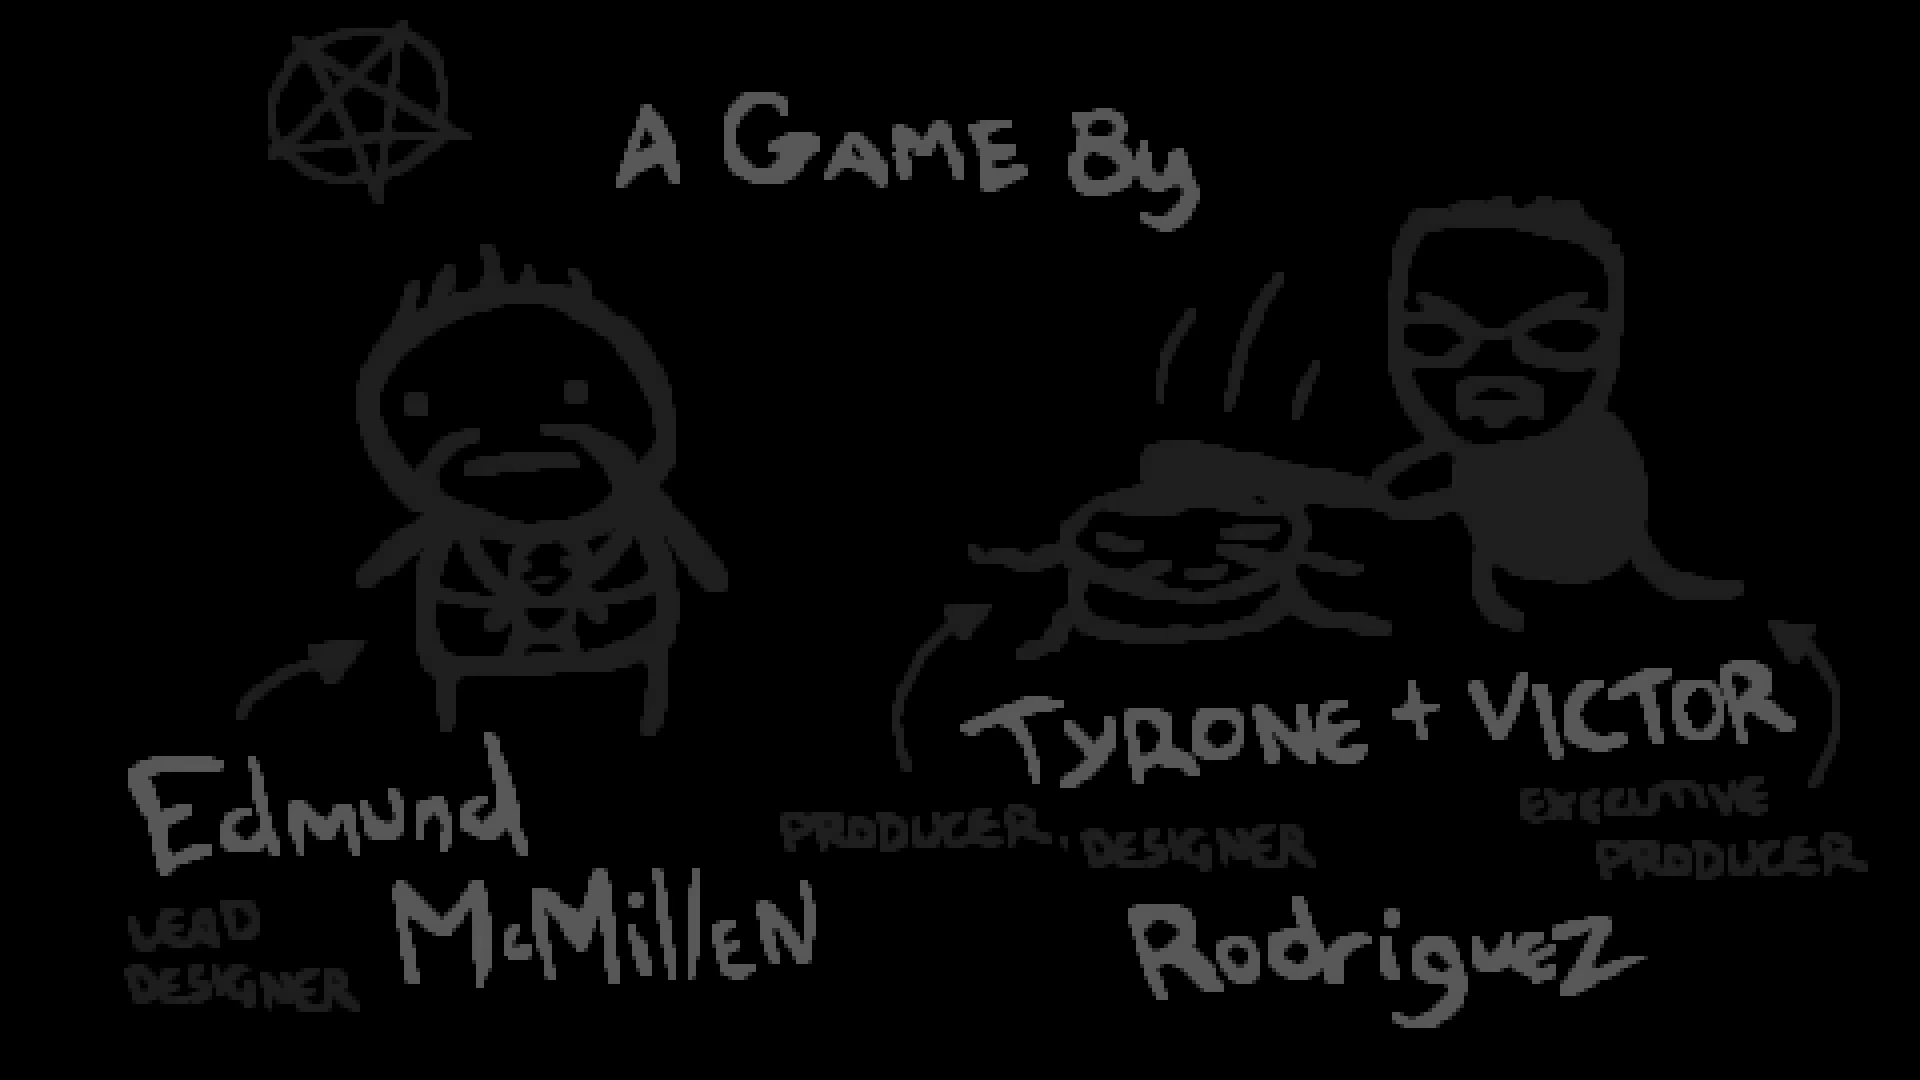 A GAME By
Edmund
McMillEN
LEAD
DESIGNER
TYRONE + VICTOR
PRODUCER, DESIGNER
EXECUTIVE
PRODUCER
RodriguEZ